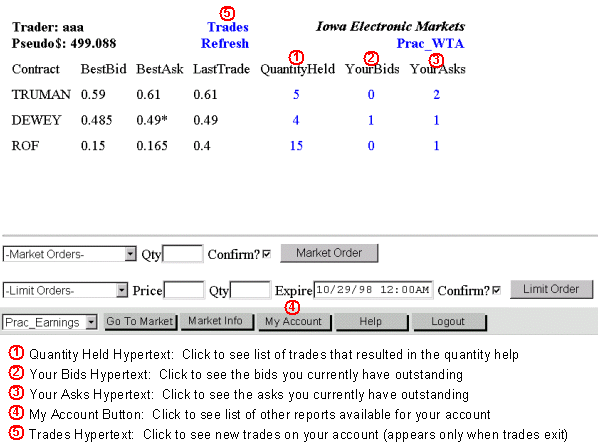 5
Trader: aaa Trades Iowa Electronic Markets
Pseudo$: 499.088 Refresh Prac_WTA
1 2 3
Contract BestBid BestAsk LastTrade QuantityHeld YourBids YourAsks
TRUMAN 0.59 0.61 0.61 5 0 2
DEWEY 0.485 0.49* 0.49 4 1 1
ROF 0.15 0.165 0.4 15 0 1
-Market Orders- Qty Confirm? Market Order
-Limit Orders- Price Qty Expire 10/29/98 12:00AM Confirm? Limit Order
4
Prac_Earnings Go To Market Market Info My Account Help Logout
1 Quantity Held Hypertext: Click to see list of trades that resulted in the quantity help
2 Your Bids Hypertext: Click to see the bids you currently have outstanding
3 Your Asks Hypertext: Click to see the asks you currently have outstanding
4 My Account Button: Click to see list of other reports available for your account
5 Trades Hypertext: Click to see new trades on your account (appears only when trades exit)